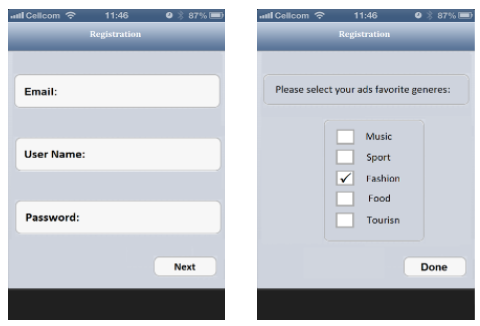 Cellcom 11:46 87%
Registration
Email:
User Name:
Password:
Next
Cellcom 11:46 87%
Registration
Please select your ads favorite generes:
Music
Sport
Fashion
Food
Tourisn
Done